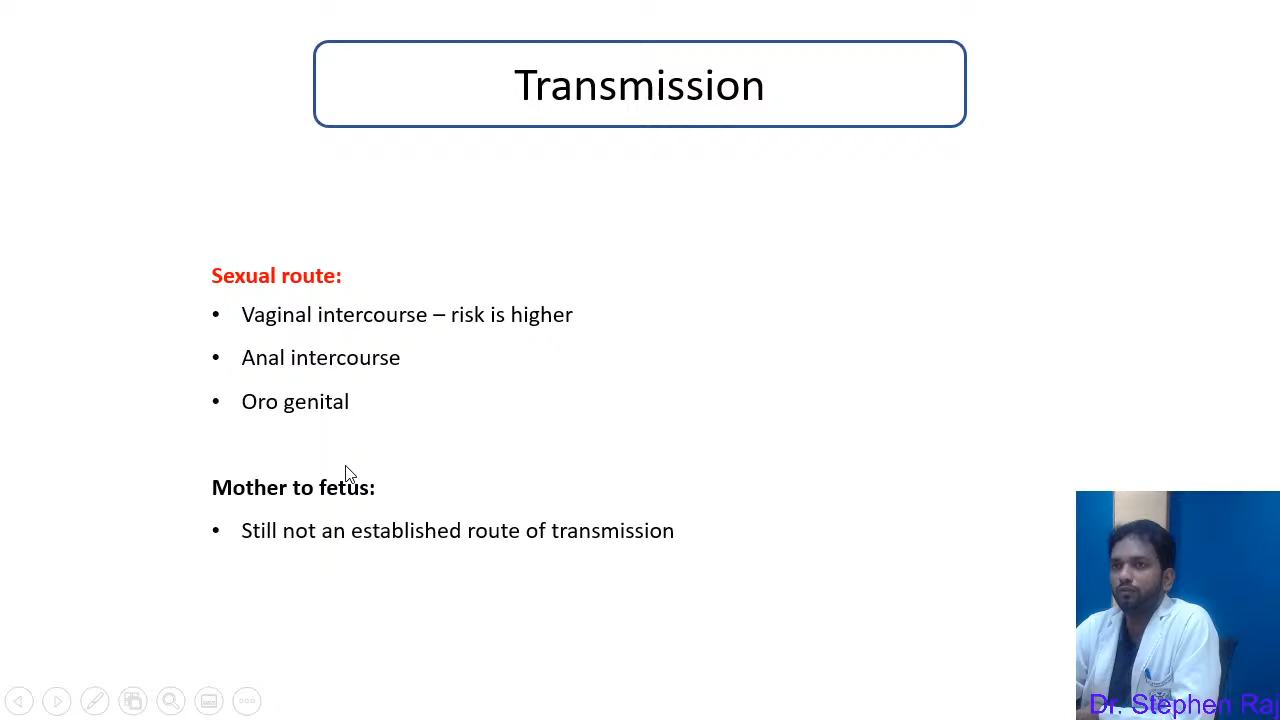 Transmission
Sexual route:
• Vaginal intercourse – risk is higher
• Anal intercourse
• Oro genital
Mother to fetus:
• Still not an established route of transmission
Dr. Stephen Raj